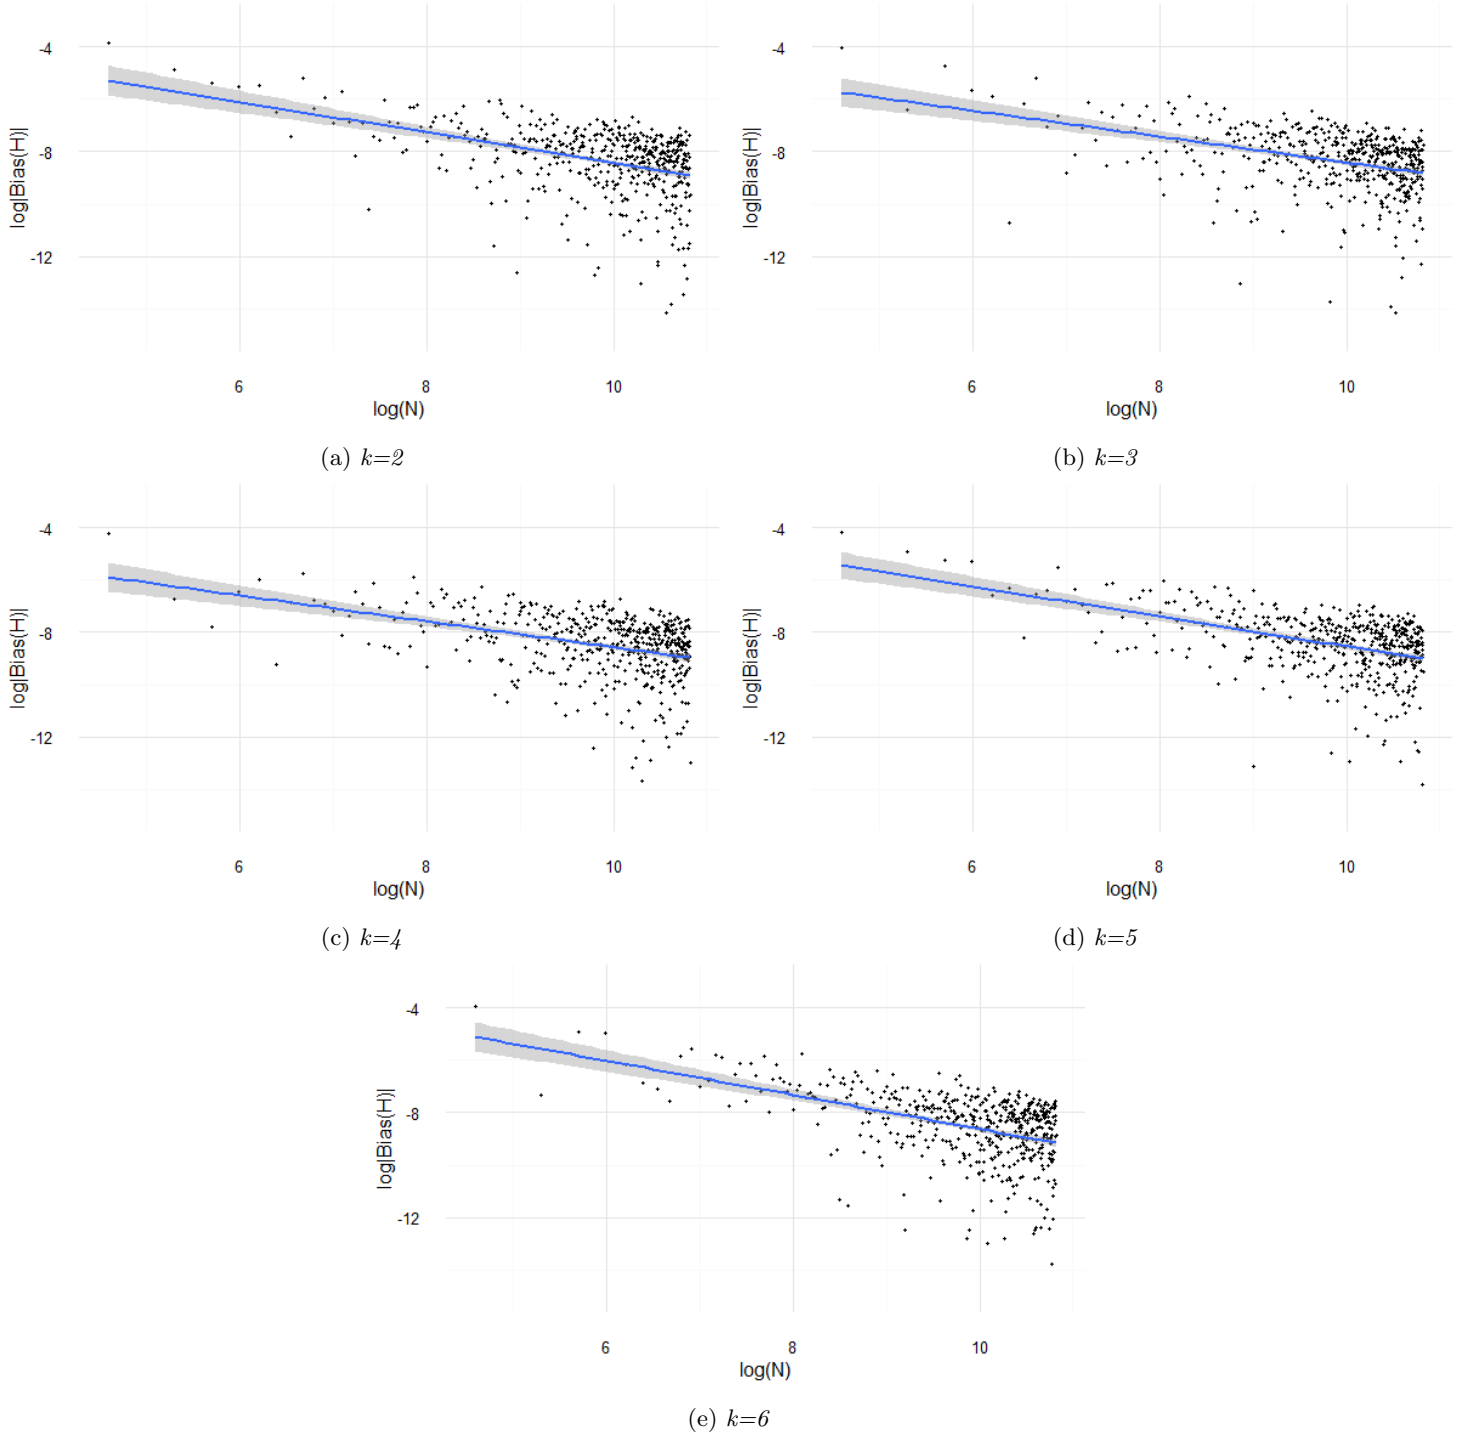 -4
-8
-12
log|Bias(H)|
6 8 10
log(N)
(a) k=2
-4
-8
-12
log|Bias(H)|
6 8 10
log(N)
(b) k=3
-4
-8
-12
log|Bias(H)|
6 8 10
log(N)
(c) k=4
-4
-8
-12
log|Bias(H)|
6 8 10
log(N)
(d) k=5
-4
-8
-12
log|Bias(H)|
6 8 10
log(N)
(e) k=6